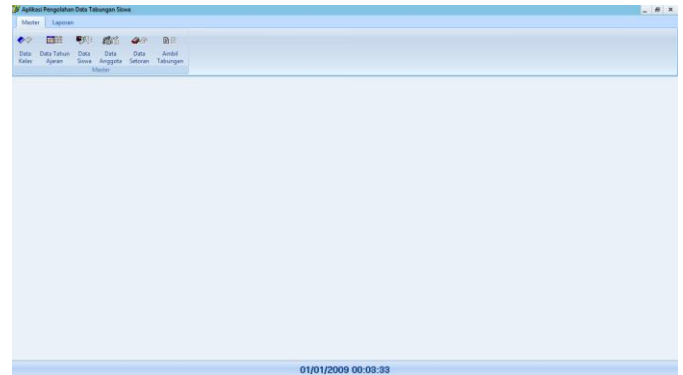 Aplikasi Pengolahan Data Tabungan Siswa
Master Laporan
Data Kelas
Data Tahun Ajaran
Data Siswa
Data Anggota
Data Setoran
Ambil Tabungan
Master
01/01/2009 00:03:33